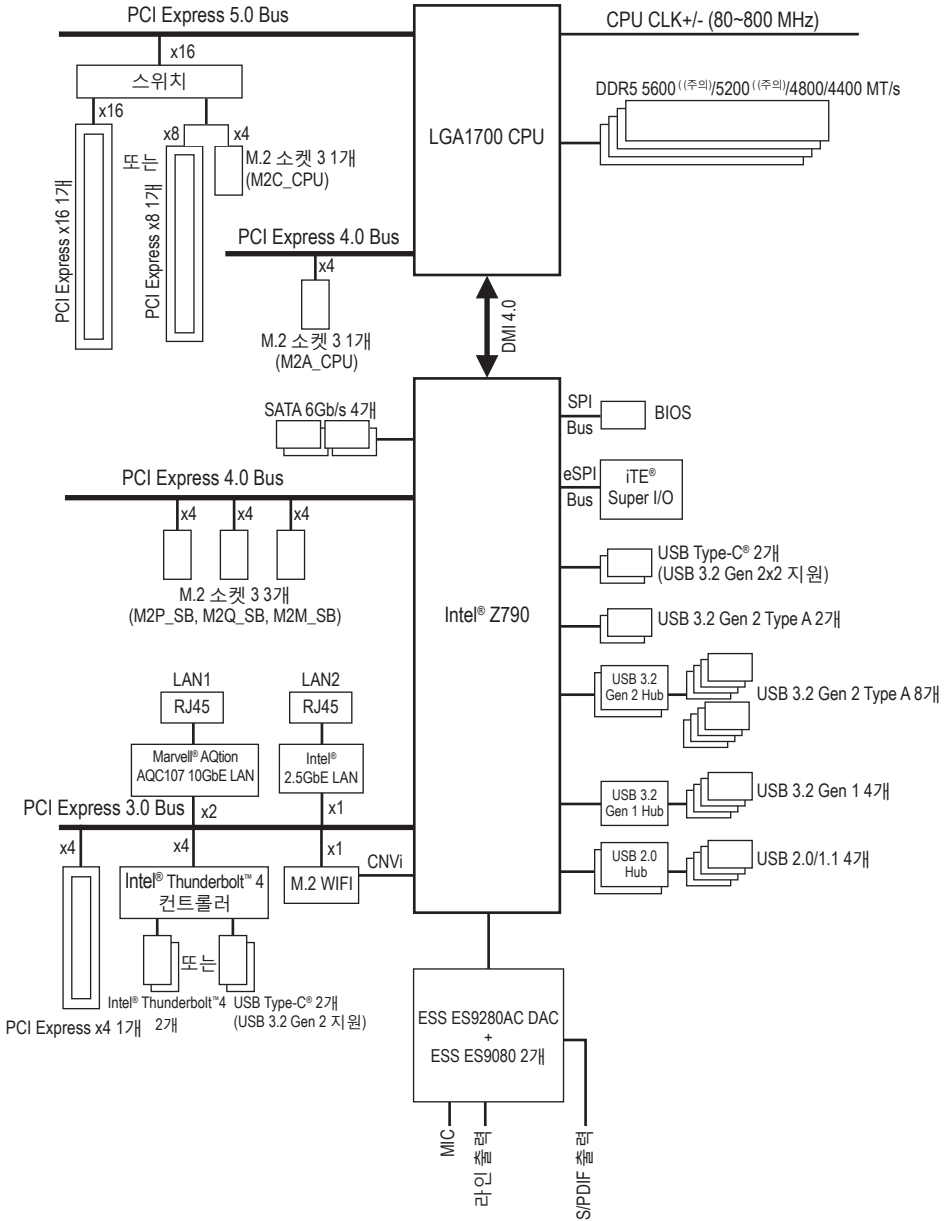 PCI Express 5.0 Bus
CPU CLK+/- (80~800 MHz)
x16
스위치
x16
x8
x4
또는
M.2 소켓 3 1개
(M2C_CPU)
PCI Express x16 1개
PCI Express x8 1개
LGA1700 CPU
DDR5 5600 ((주의)/5200 ((주의)/4800/4400 MT/s
PCI Express 4.0 Bus
x4
M.2 소켓 3 1개
(M2A_CPU)
DMI 4.0
SATA 6Gb/s 4개
SPI
Bus
BIOS
PCI Express 4.0 Bus
eSPI
Bus
iTE®
Super I/O
x4
x4
x4
M.2 소켓 3 3개
(M2P_SB, M2Q_SB, M2M_SB)
Intel® Z790
USB Type-C® 2개
(USB 3.2 Gen 2x2 지원)
USB 3.2 Gen 2 Type A 2개
USB 3.2
Gen 2 Hub
USB 3.2 Gen 2 Type A 8개
LAN1
RJ45
LAN2
RJ45
Marvell® AQtion
AQC107 10GbE LAN
Intel®
2.5GbE LAN
PCI Express 3.0 Bus
x2
x1
USB 3.2
Gen 1 Hub
USB 3.2 Gen 1 4개
x4
x4
x1
CNVi
USB 2.0
Hub
USB 2.0/1.1 4개
Intel® Thunderbolt™ 4
컨트롤러
M.2 WIFI
또는
Intel® Thunderbolt™4
2개
USB Type-C® 2개
(USB 3.2 Gen 2 지원)
PCI Express x4 1개
ESS ES9280AC DAC
+
ESS ES9080 2개
MIC
라인 출력
S/PDIF 출력